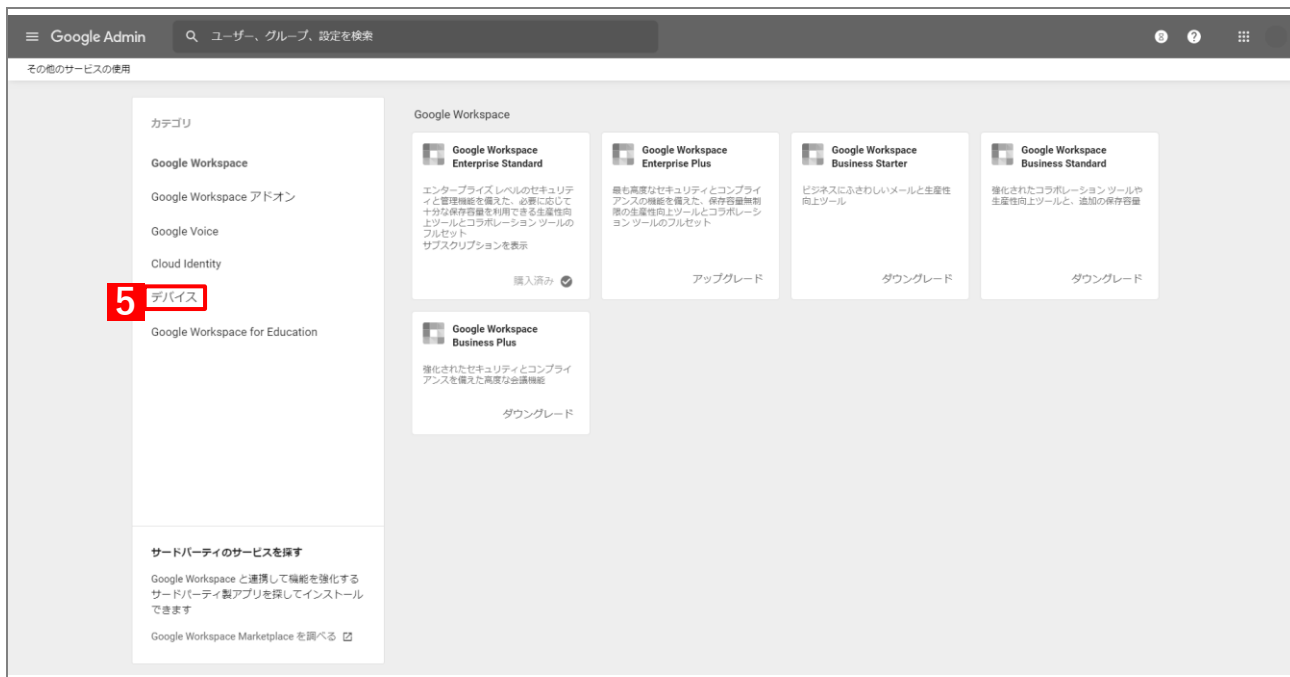 Google Admin
ユーザー、グループ、設定を検索
8
?
その他のサービスの使用
カテゴリ
Google Workspace
Google Workspace アドオン
Google Voice
Cloud Identity
5
デバイス
Google Workspace for Education
サードパーティのサービスを探す
Google Workspace と連携して機能を強化する
サードパーティ製アプリを探してインストール
できます
Google Workspace Marketplace を調べる
Google Workspace
Google Workspace
Enterprise Standard
エンタープライズ レベルのセキュリテ
ィと管理機能を備えた、必要に応じて
十分な保存容量を利用できる生産性向
上ツールとコラボレーション ツールの
フルセット
サブスクリプションを表示
購入済み
Google Workspace
Enterprise Plus
最も高度なセキュリティとコンプライ
アンスの機能を備えた、保存容量無制
限の生産性向上ツールとコラボレーシ
ョン ツールのフルセット
アップグレード
Google Workspace
Business Starter
ビジネスにふさわしいメールと生産性
向上ツール
ダウングレード
Google Workspace
Business Standard
強化されたコラボレーション ツールや
生産性向上ツールと、追加の保存容量
ダウングレード
Google Workspace
Business Plus
強化されたセキュリティとコンプライ
アンスを備えた高度な会議機能
ダウングレード